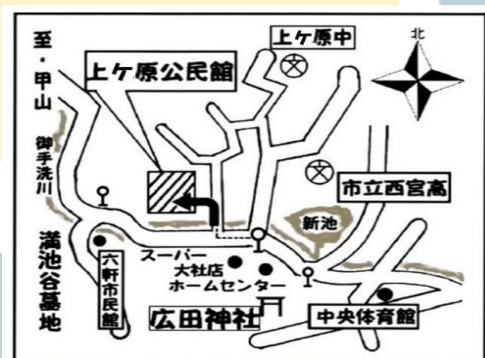 上ケ原中
北
至・甲山
上ケ原公民館
御手洗川
市立西宮高
新池
満池谷墓地
六軒市民館
スーパー
大社店
ホームセンター
広田神社
中央体育館